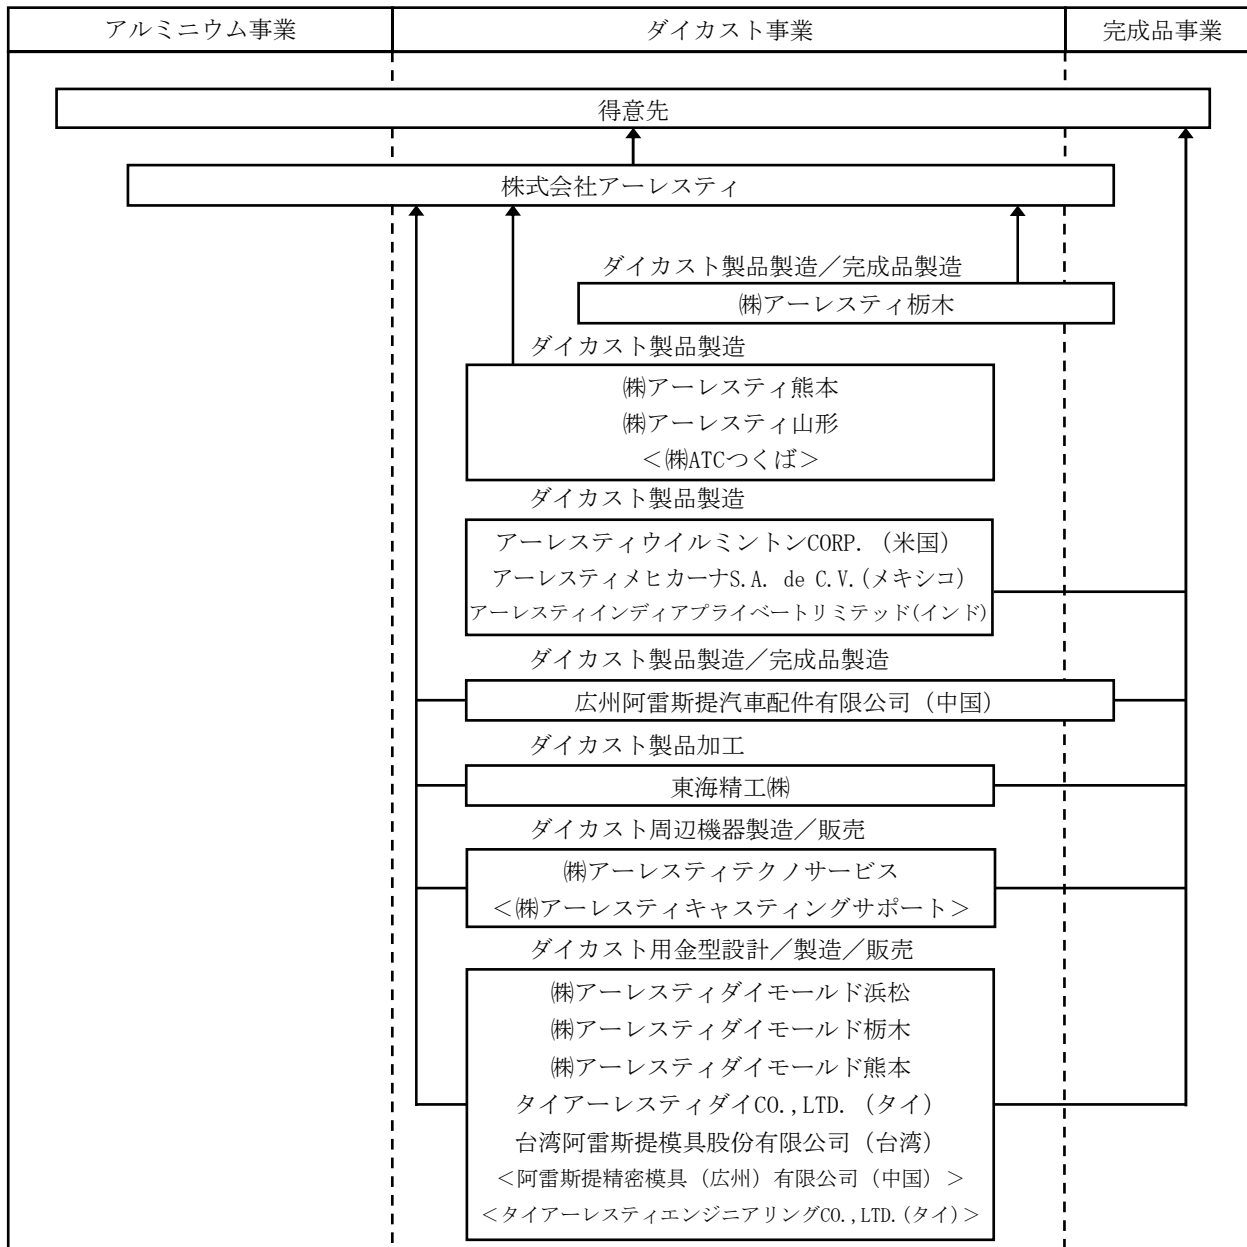 アルミニウム事業
ダイカスト事業
完成品事業
得意先
株式会社アーレスティ
ダイカスト製品製造／完成品製造
㈱アーレスティ栃木
ダイカスト製品製造
㈱アーレスティ熊本
㈱アーレスティ山形
＜㈱ATCつくば＞
ダイカスト製品製造
アーレスティウイルミントンCORP.（米国）
アーレスティメヒカーナS.A. de C.V.(メキシコ)
アーレスティインディアプライベートリミテッド(インド)
ダイカスト製品製造／完成品製造
広州阿雷斯提汽車配件有限公司（中国）
ダイカスト製品加工
東海精工㈱
ダイカスト周辺機器製造／販売
㈱アーレスティテクノサービス
＜㈱アーレスティキャスティングサポート＞
ダイカスト用金型設計／製造／販売
㈱アーレスティダイモールド浜松
㈱アーレスティダイモールド栃木
㈱アーレスティダイモールド熊本
タイアーレスティダイCO.,LTD.（タイ）
台湾阿雷斯提模具股份有限公司（台湾）
＜阿雷斯提精密模具（広州）有限公司（中国）＞
＜タイアーレスティエンジニアリングCO.,LTD.(タイ)＞